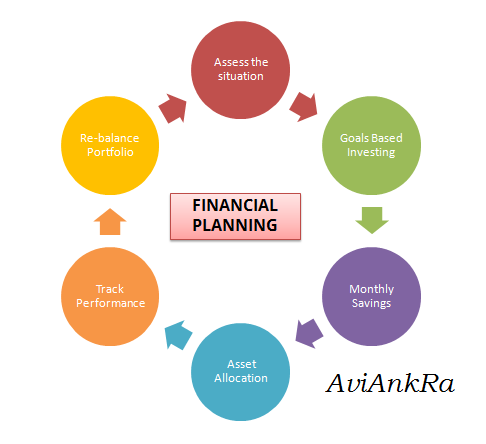 Assess the
situation
Goals Based
Investing
Monthly
Savings
Asset
Allocation
Track
Performance
Re-balance
Portfolio
FINANCIAL
PLANNING
AviAnkRa